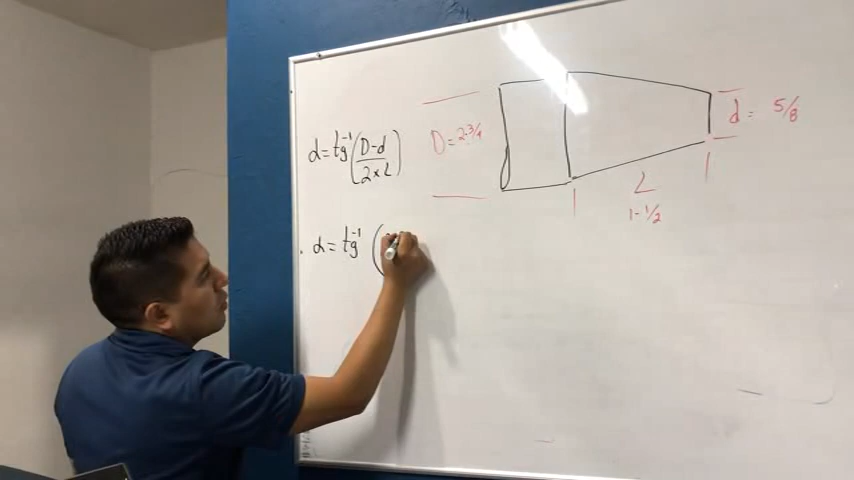 α = tg⁻¹ (D-d / 2 × L)
D = 2-3/4
d = 5/8
L
1-1/2
α = tg⁻¹ (